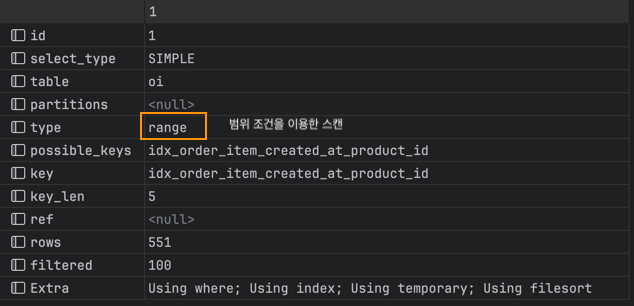 1
id 1
select_type SIMPLE
table oi
partitions <null>
type range 범위 조건을 이용한 스캔
possible_keys idx_order_item_created_at_product_id
key idx_order_item_created_at_product_id
key_len 5
ref <null>
rows 551
filtered 100
Extra Using where; Using index; Using temporary; Using filesort